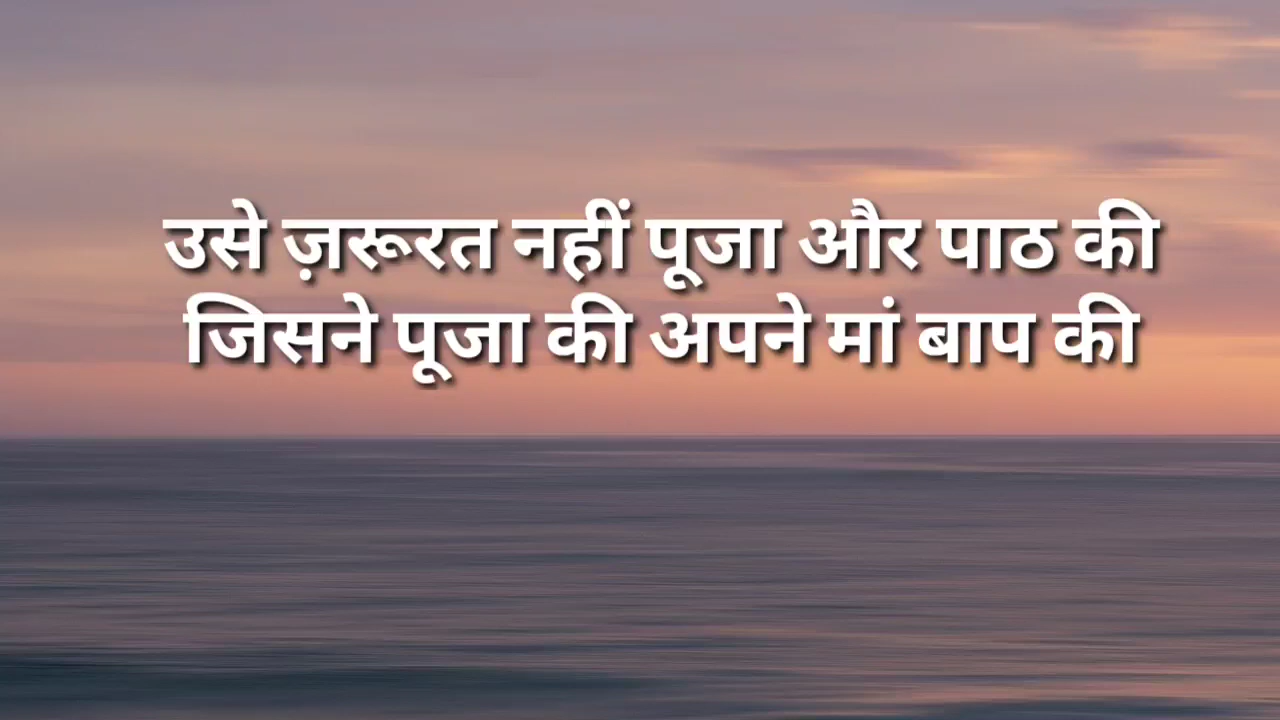 उसे ज़रूरत नहीं पूजा और पाठ की
जिसने पूजा की अपने मां बाप की